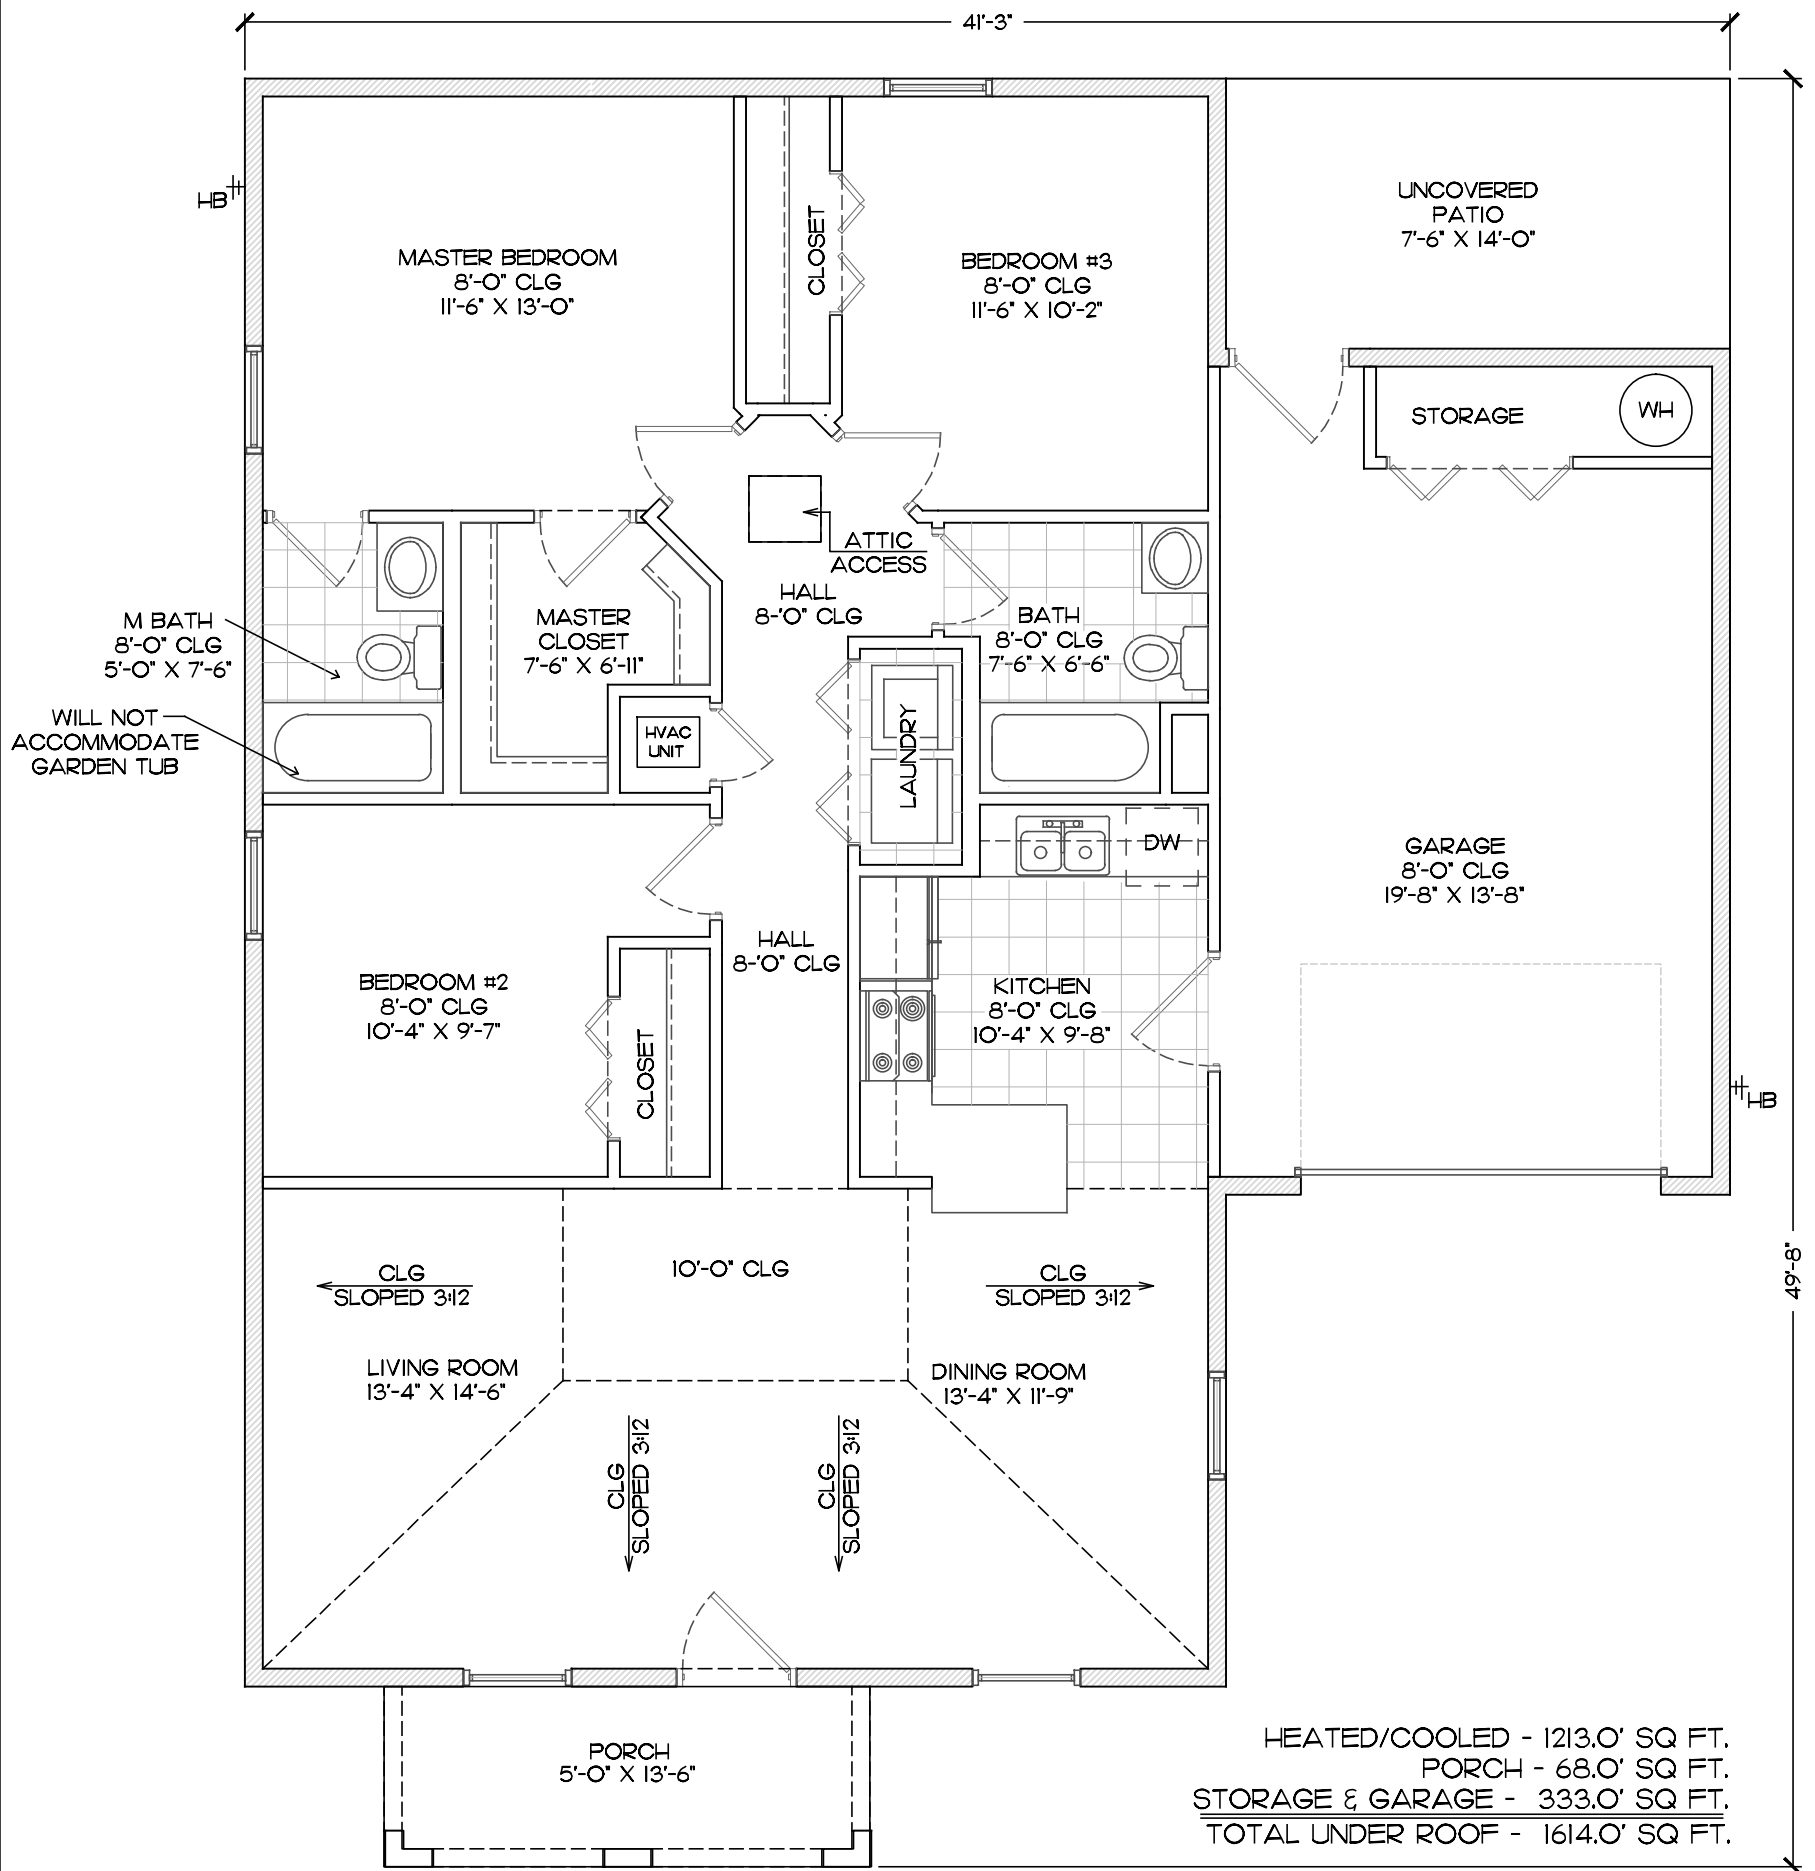 41'-3"
HB
MASTER BEDROOM
8'-0" CLG
11'-6" X 13'-0"
CLOSET
BEDROOM #3
8'-0" CLG
11'-6" X 10'-2"
UNCOVERED
PATIO
7'-6" X 14'-0"
STORAGE
WH
ATTIC
ACCESS
HALL
8-'0" CLG
M BATH
8'-0" CLG
5'-0" X 7'-6"
MASTER
CLOSET
7'-6" X 6'-11"
BATH
8'-0" CLG
7'-6" X 6'-6"
WILL NOT
ACCOMMODATE
GARDEN TUB
HVAC
UNIT
LAUNDRY
DW
GARAGE
8'-0" CLG
19'-8" X 13'-8"
HALL
8-'0" CLG
BEDROOM #2
8'-0" CLG
10'-4" X 9'-7"
CLOSET
KITCHEN
8'-0" CLG
10'-4" X 9'-8"
HB
49'-8"
CLG
SLOPED 3:12
10'-0" CLG
CLG
SLOPED 3:12
LIVING ROOM
13'-4" X 14'-6"
DINING ROOM
13'-4" X 11'-9"
CLG
SLOPED 3:12
CLG
SLOPED 3:12
PORCH
5'-0" X 13'-6"
HEATED/COOLED - 1213.0' SQ FT.
PORCH - 68.0' SQ FT.
STORAGE & GARAGE - 333.0' SQ FT.
TOTAL UNDER ROOF - 1614.0' SQ FT.